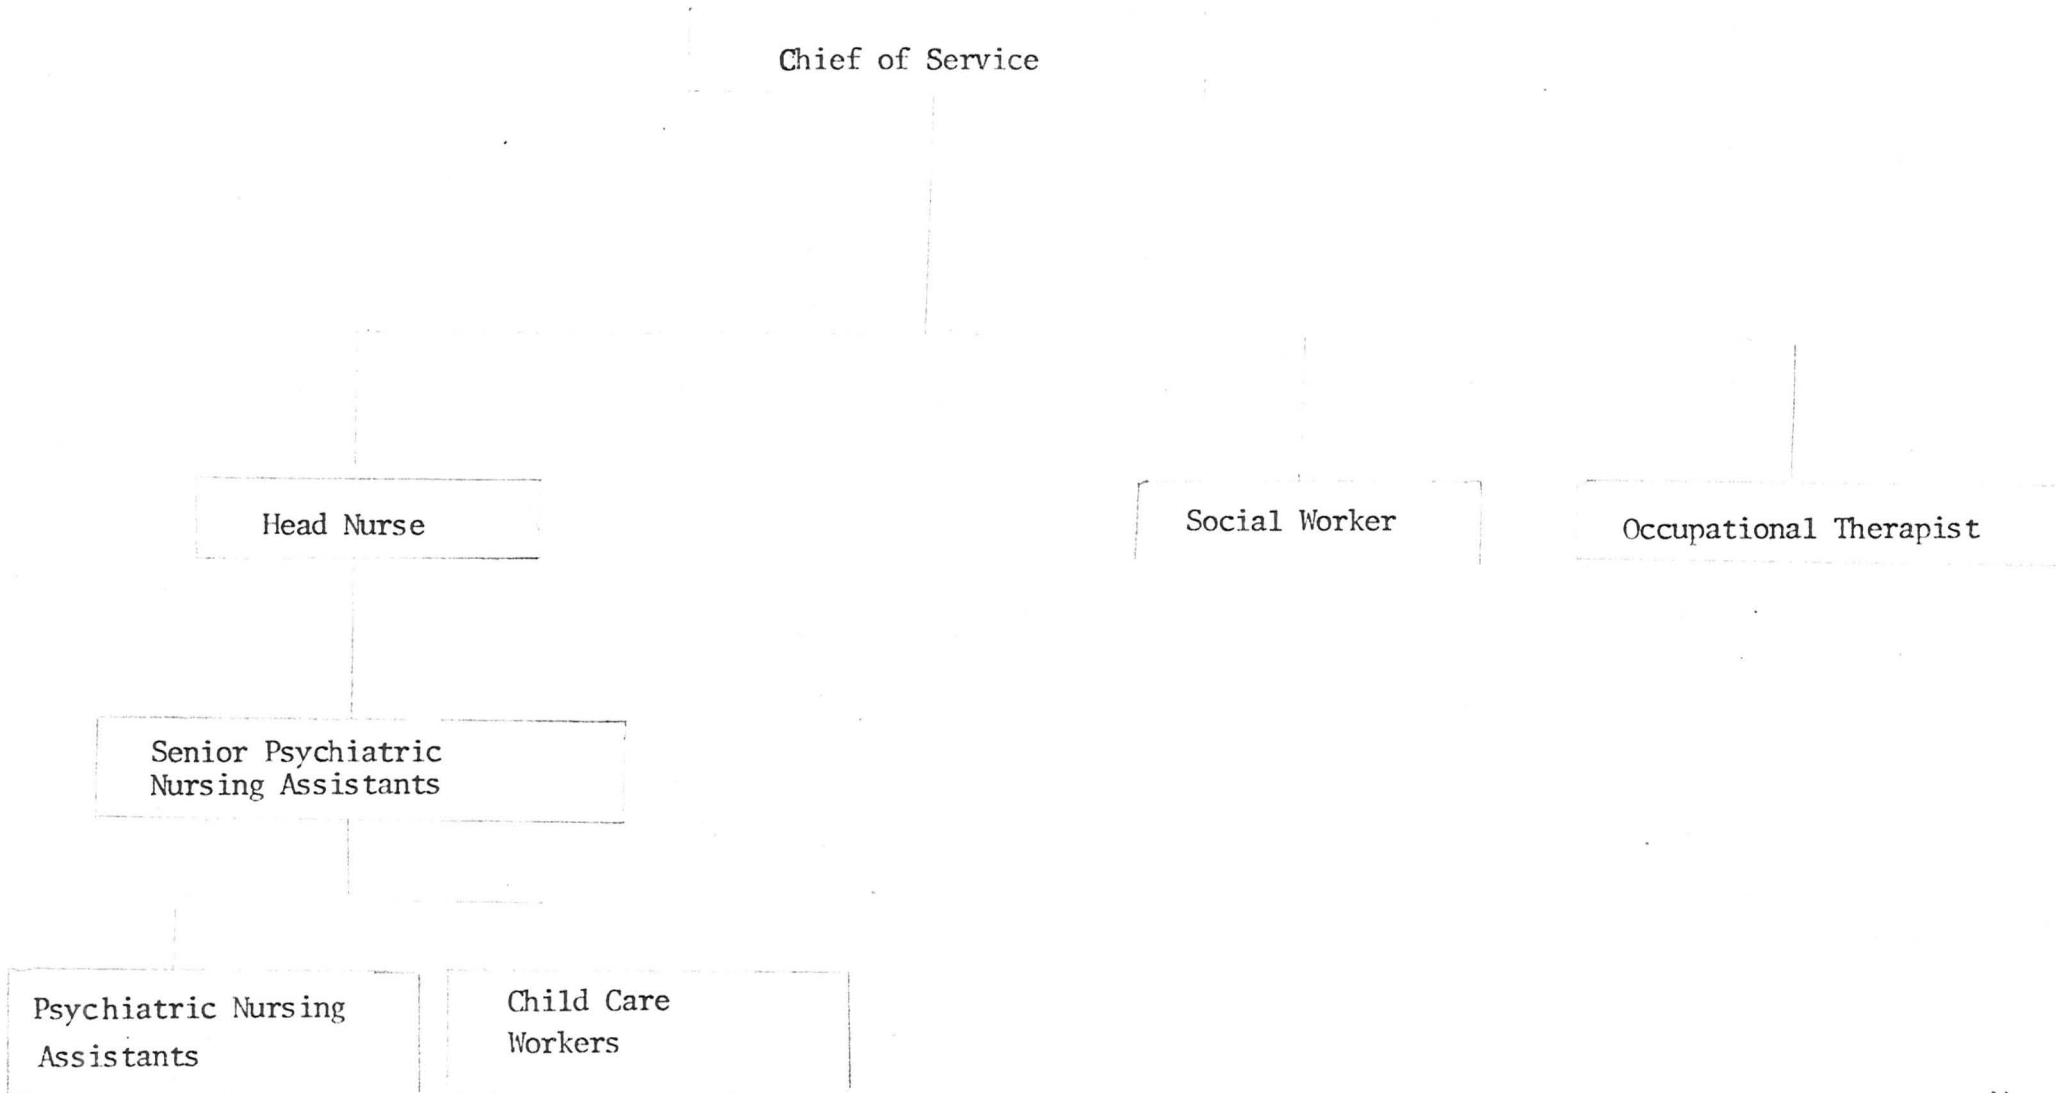 Chief of Service
Head Nurse
Social Worker
Occupational Therapist
Senior Psychiatric
Nursing Assistants
Psychiatric Nursing
Assistants
Child Care
Workers